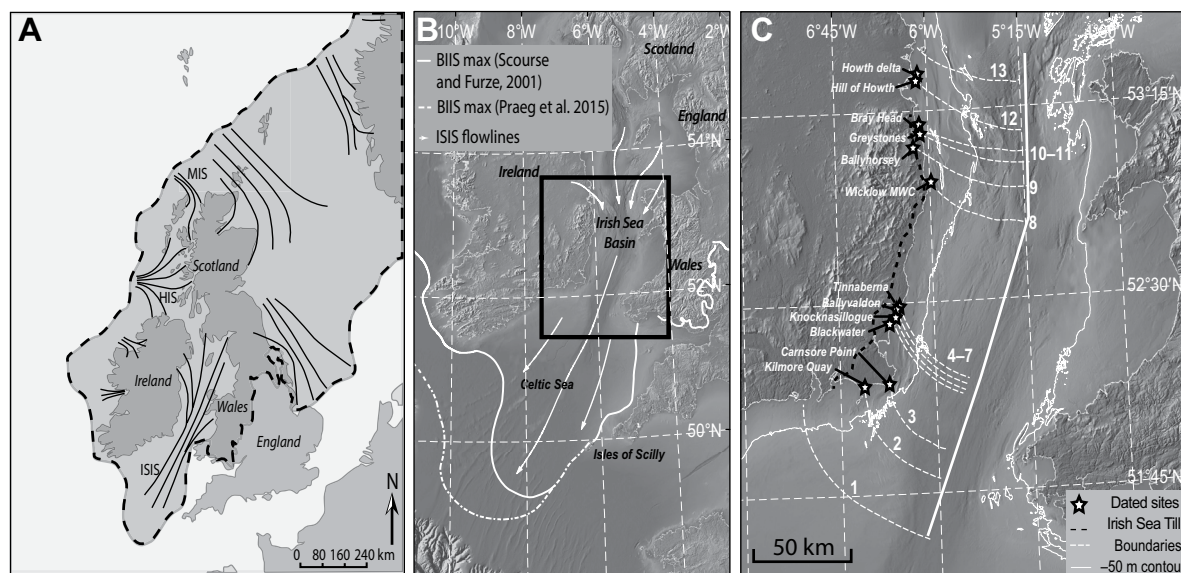 A
MIS
Scotland
HIS
Ireland
Wales
England
ISIS
N
0 80 160 240 km
B
10°W 6°W 2°W
BIIS max (Scourse
and Furze, 2001)
BIIS max (Praeg et al. 2015)
ISIS flowlines
Scotland
England
54°N
Ireland
Irish Sea
Basin
Wales
52°N
Celtic Sea
50°N
Isles of Scilly
C
6°45'W 6°W 5°15'W
Howth delta
Hill of Howth
13
53°15'N
Bray Head
12
Greystones
10–11
Ballyhorsey
9
Wicklow MWC
8
Tinnaberna
52°30'N
Ballyvaldon
Knocknasillogue
Blackwater
4–7
Carnsore Point
Kilmore Quay
3
2
51°45'N
1
Dated sites
Irish Sea Till
Boundaries
–50 m contou
50 km